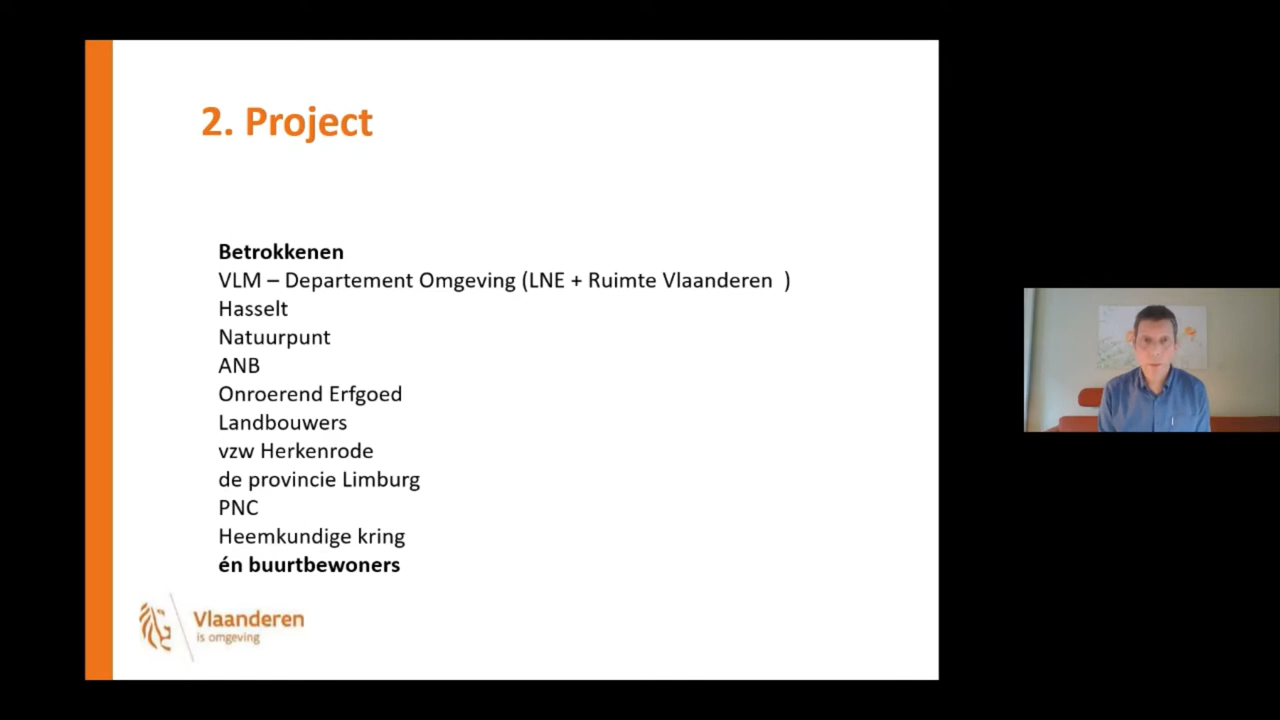 2. Project
Betrokkenen
VLM – Departement Omgeving (LNE + Ruimte Vlaanderen  )
Hasselt
Natuurpunt
ANB
Onroerend Erfgoed
Landbouwers
vzw Herkenrode
de provincie Limburg
PNC
Heemkundige kring
én buurtbewoners
Vlaanderen
is omgeving